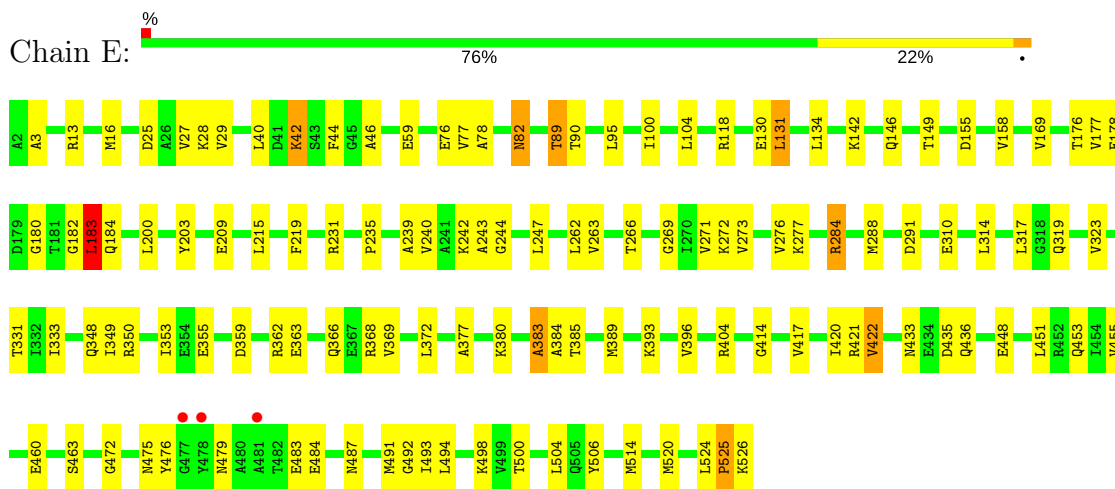 %
Chain E:
76% 22% •
A2 A3 R13 M16 D25 A26 V27 K28 V29 L40 D41 K42 S43 F44 G45 A46 E59 E76 V77 A78 N82 T89 T90 L95 I100 L104 R118 E130 L131 L134 K142 Q146 T149 D155 V158 V169 T176 V177 E178
D179 G180 T181 G182 L183 Q184 L200 Y203 E209 L215 F219 R231 P235 A239 V240 A241 K242 A243 G244 L247 L262 V263 T266 G269 I270 V271 K272 V273 V276 K277 R284 M288 D291 E310 L314 L317 G318 Q319 V323
T331 I332 I333 Q348 I349 R350 I353 E354 E355 D359 R362 E363 Q366 E367 R368 V369 L372 A377 K380 A383 A384 T385 M389 K393 V396 R404 G414 V417 I420 R421 V422 N433 E434 D435 Q436 E448 L451 R452 Q453 I454 V455
E460 S463 G472 N475 Y476 G477 Y478 N479 A480 A481 T482 E483 E484 N487 M491 G492 I493 L494 K498 V499 T500 L504 Q505 Y506 M514 M520 L524 P525 K526